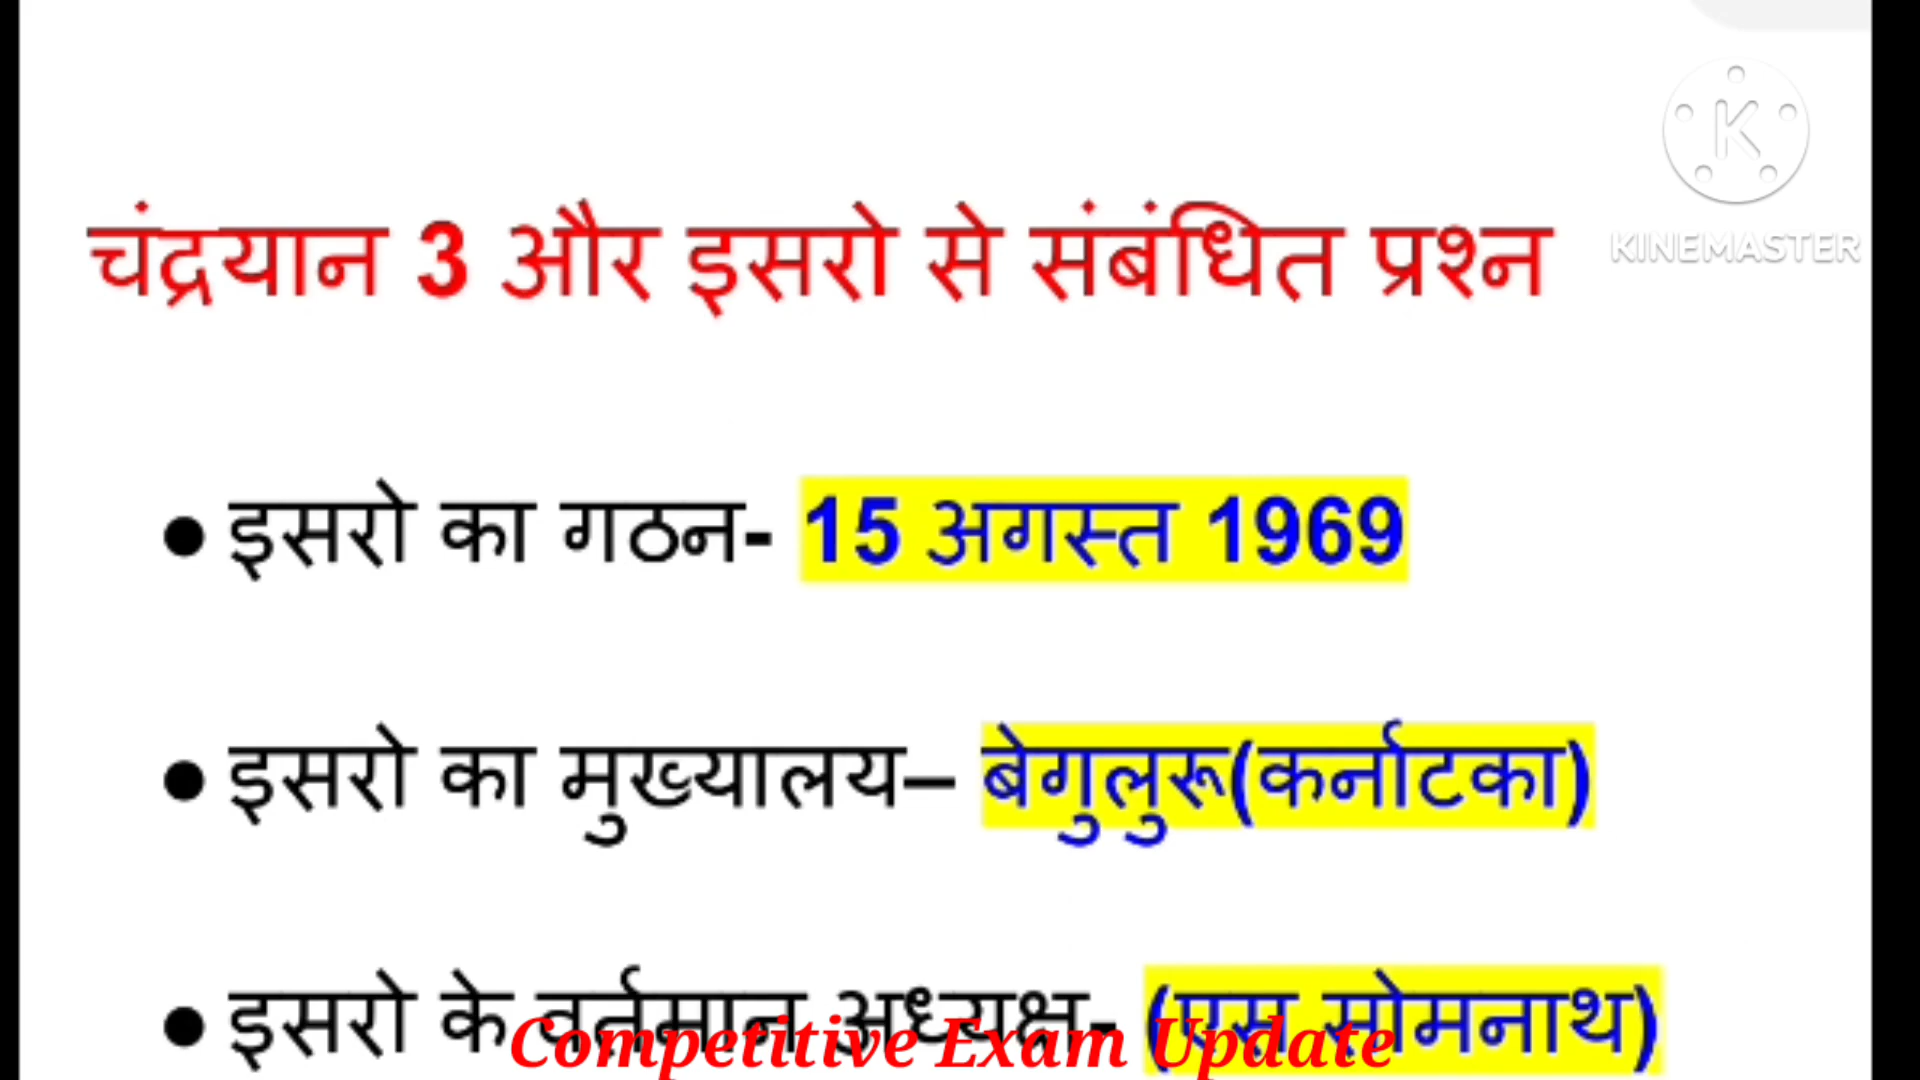 KINEMASTER
चंद्रयान 3 और इसरो से संबंधित प्रश्न
● इसरो का गठन- 15 अगस्त 1969
● इसरो का मुख्यालय– बेगुलुरू(कर्नाटका)
● इसरो के वर्तमान अध्यक्ष- (एस सोमनाथ)
Competitive Exam Update